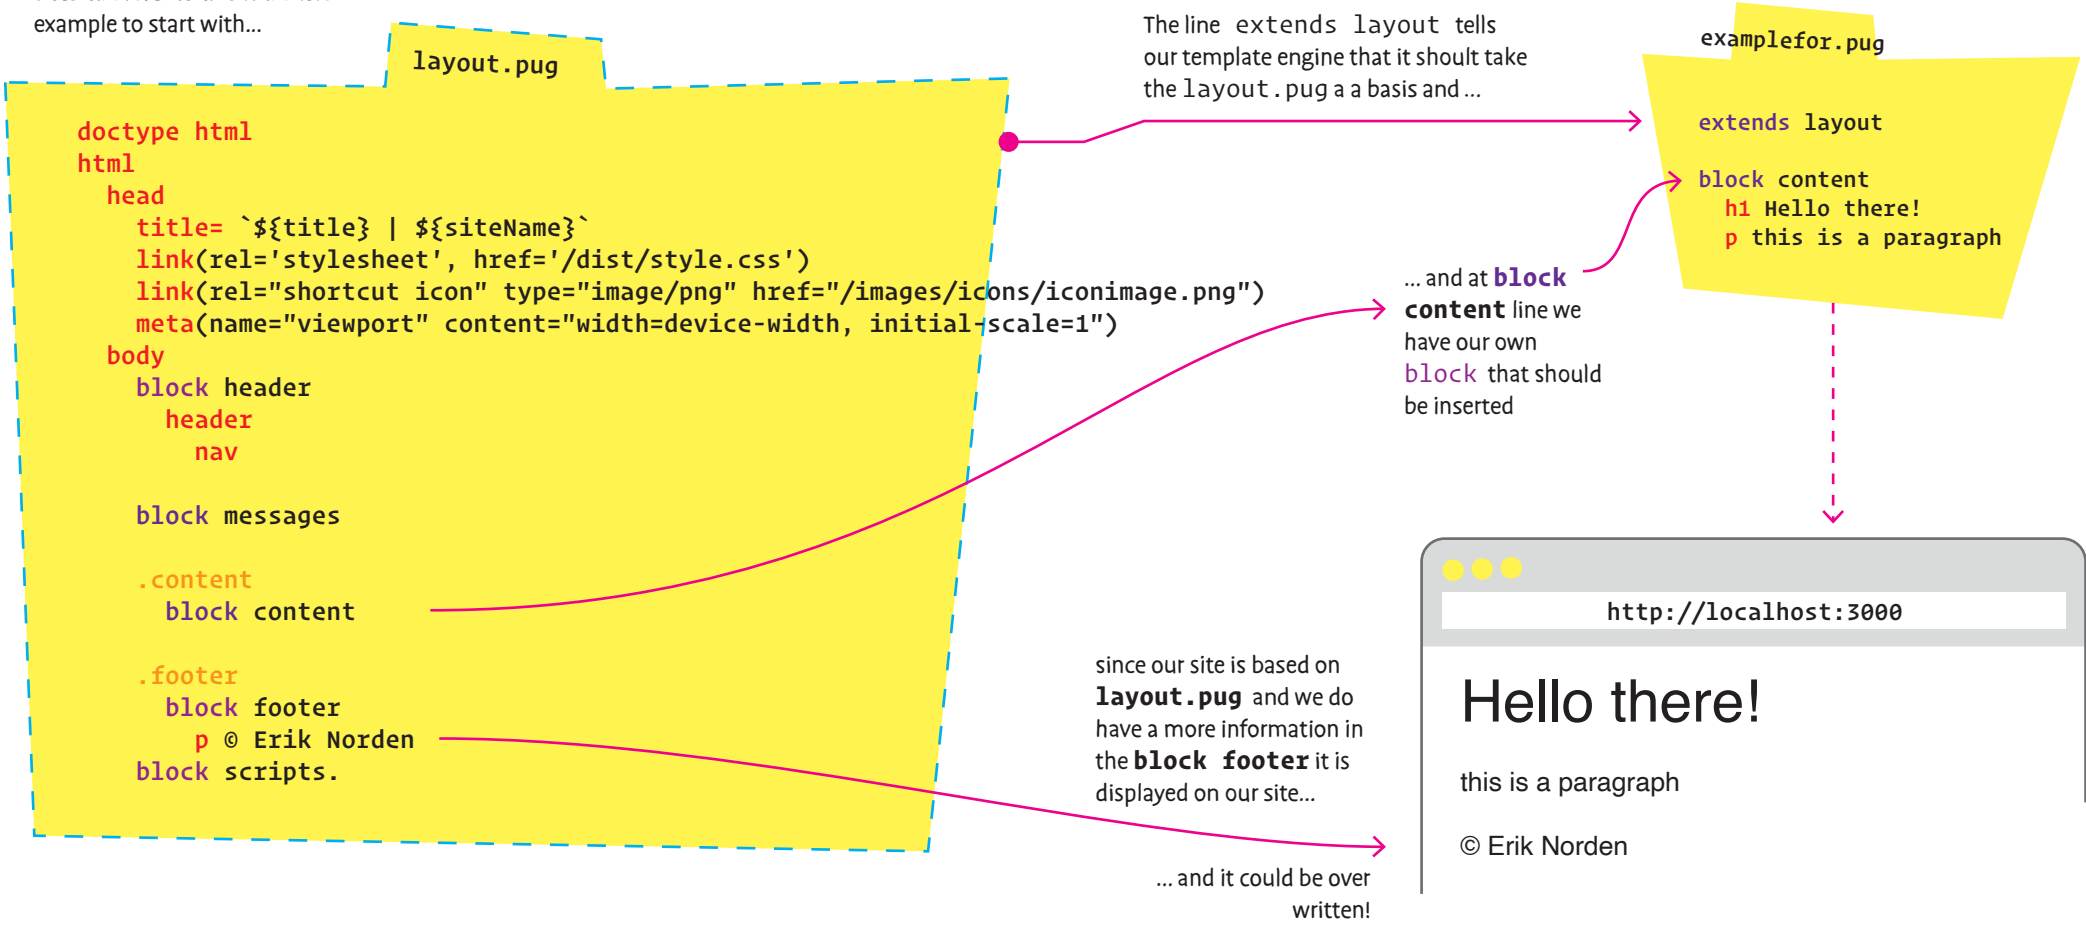 example to start with...
layout.pug
doctype html
html
head
title= `${title} | ${siteName}`
link(rel='stylesheet', href='/dist/style.css')
link(rel="shortcut icon" type="image/png" href="/images/icons/iconimage.png")
meta(name="viewport" content="width=device-width, initial-scale=1")
body
block header
header
nav
block messages
.content
block content
.footer
block footer
p © Erik Norden
block scripts.
The line extends layout tells
our template engine that it shoult take
the layout.pug a a basis and ...
examplefor.pug
extends layout
block content
h1 Hello there!
p this is a paragraph
... and at block
content line we
have our own
block that should
be inserted
since our site is based on
layout.pug and we do
have a more information in
the block footer it is
displayed on our site...
... and it could be over
written!
http://localhost:3000
Hello there!
this is a paragraph
© Erik Norden